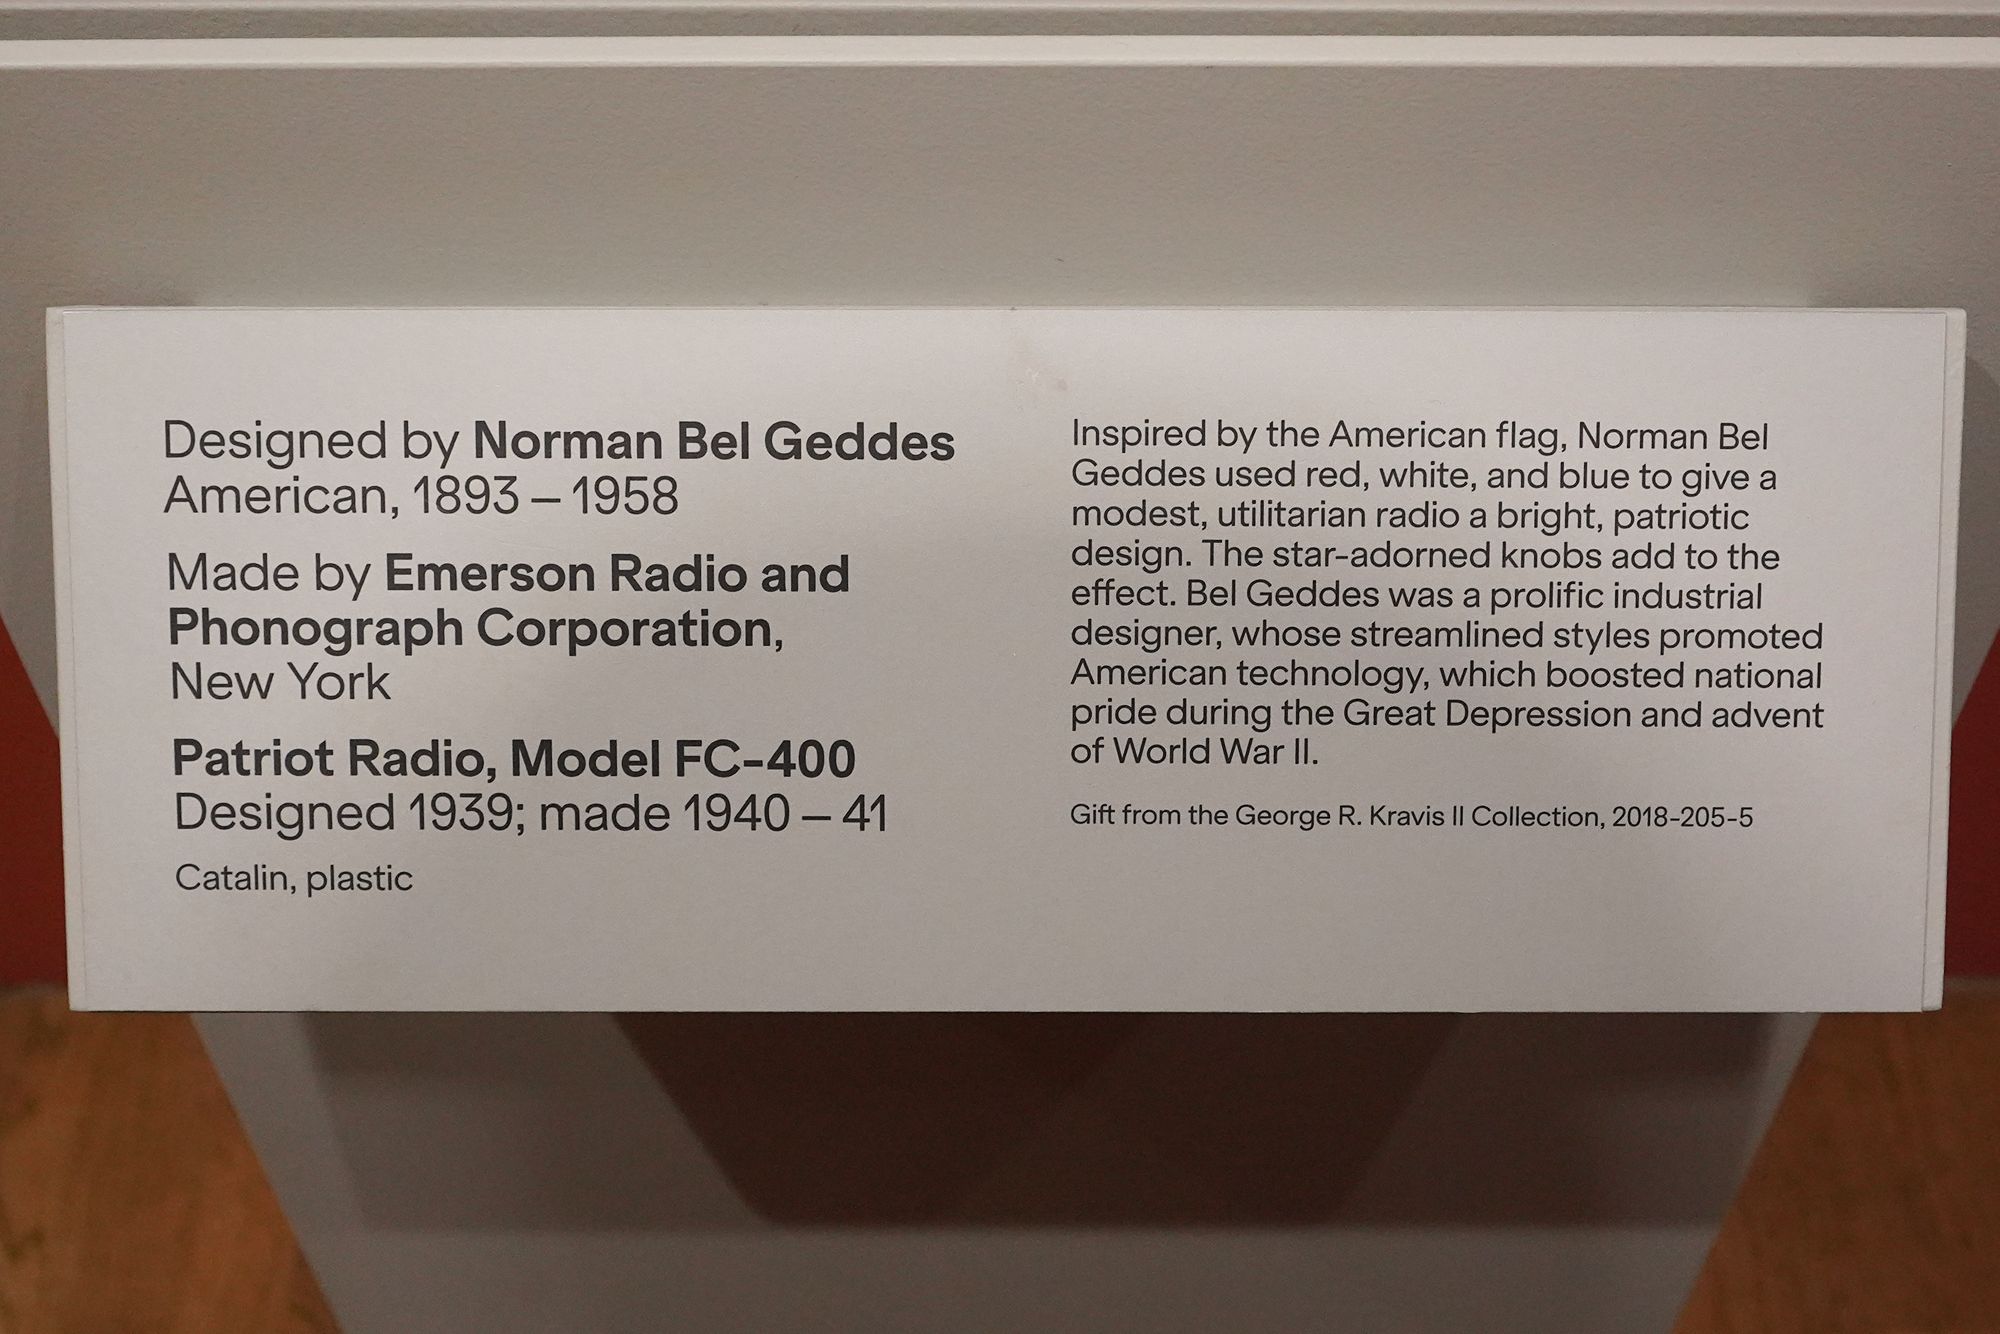 Designed by Norman Bel Geddes
American, 1893 – 1958
Made by Emerson Radio and
Phonograph Corporation,
New York
Patriot Radio, Model FC-400
Designed 1939; made 1940 – 41
Catalin, plastic
Inspired by the American flag, Norman Bel
Geddes used red, white, and blue to give a
modest, utilitarian radio a bright, patriotic
design. The star-adorned knobs add to the
effect. Bel Geddes was a prolific industrial
designer, whose streamlined styles promoted
American technology, which boosted national
pride during the Great Depression and advent
of World War II.
Gift from the George R. Kravis II Collection, 2018-205-5